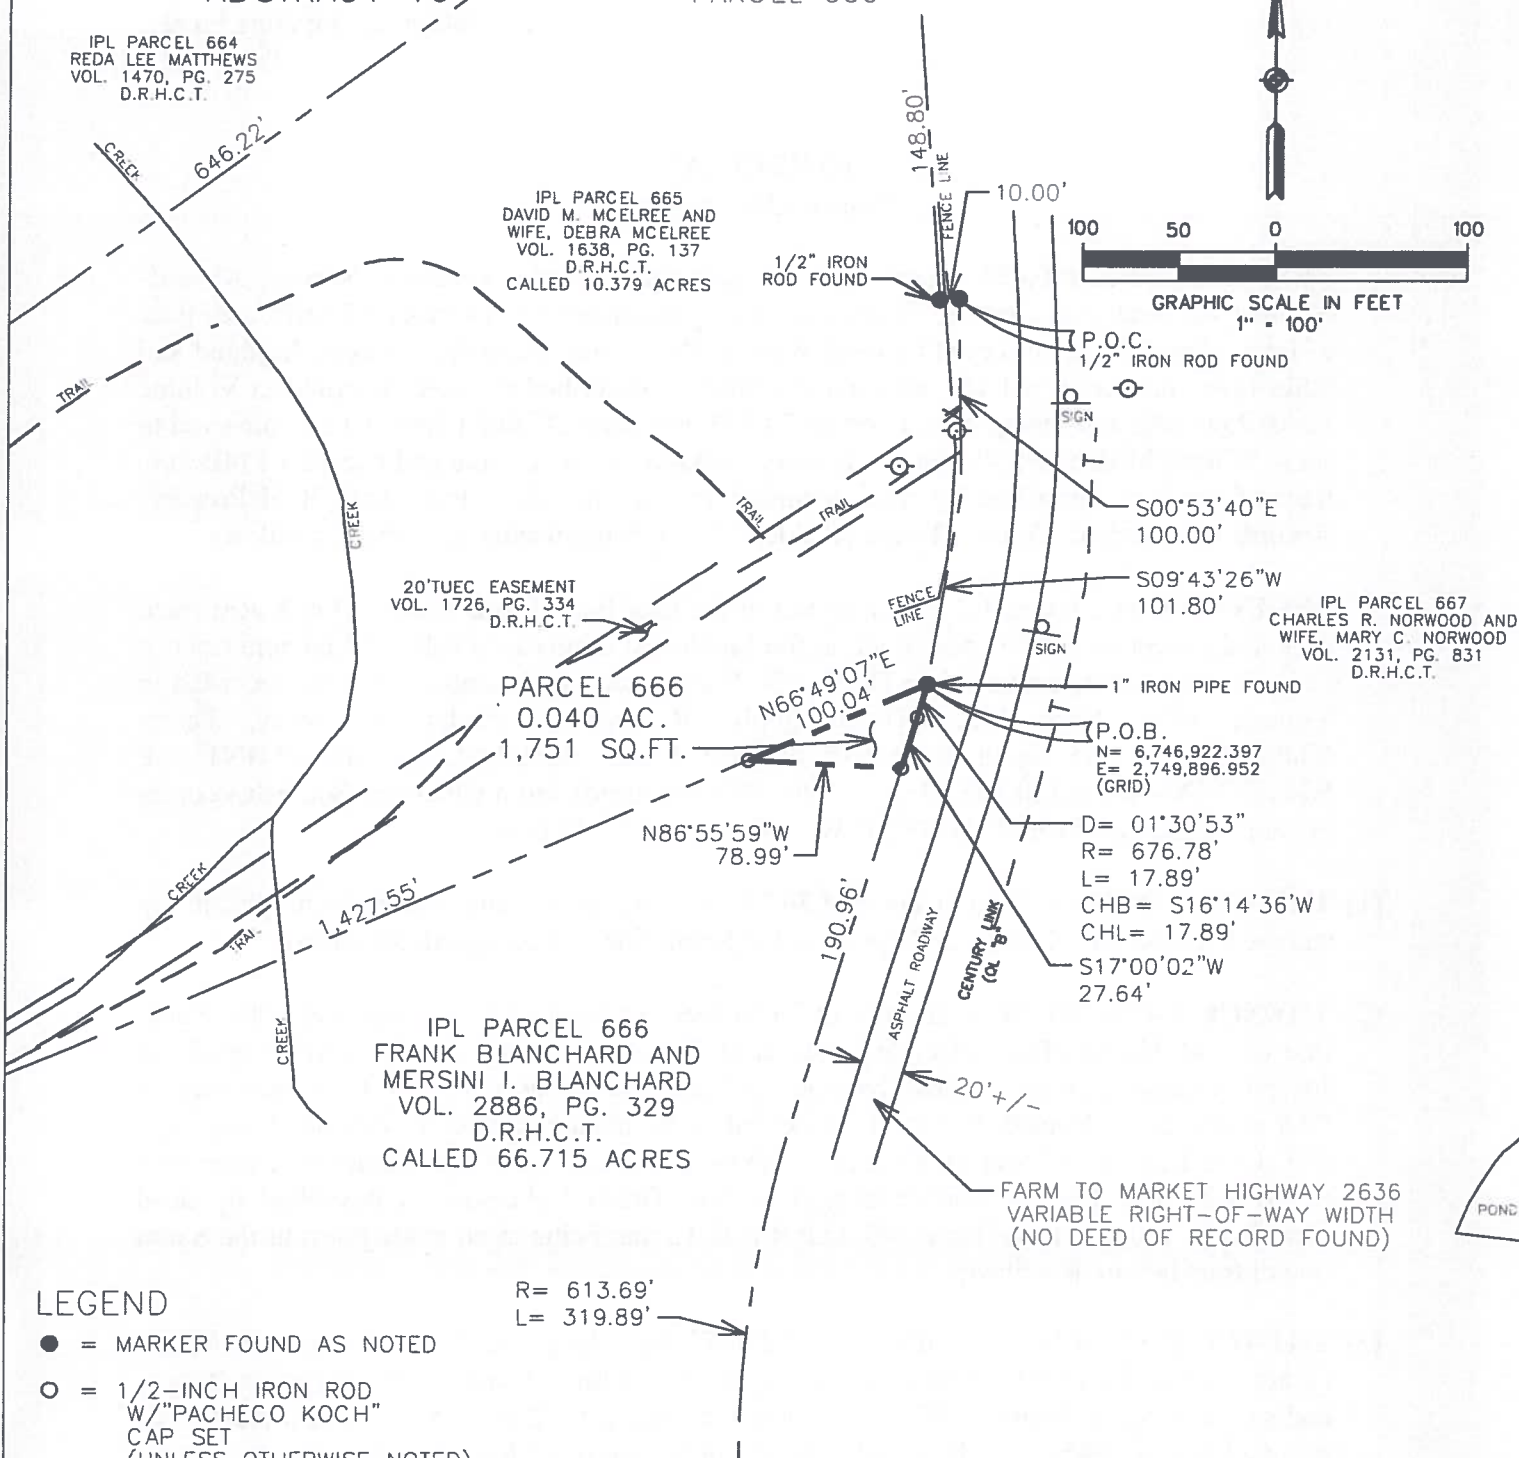 IPL PARCEL 664
REDA LEE MATTHEWS
VOL. 1470, PG. 275
D.R.H.C.T.
CREEK
646.22'
TRAIL
IPL PARCEL 665
DAVID M. MCELREE AND
WIFE, DEBRA MCELREE
VOL. 1638, PG. 137
D.R.H.C.T.
CALLED 10.379 ACRES
148.80'
FENCE LINE
10.00'
1/2" IRON
ROD FOUND
100 50 0 100
GRAPHIC SCALE IN FEET
1" = 100'
P.O.C.
1/2" IRON ROD FOUND
SIGN
CREEK
TRAIL
TRAIL
S00°53'40"E
100.00'
20'TUEC EASEMENT
VOL. 1726, PG. 334
D.R.H.C.T.
FENCE
LINE
S09°43'26"W
101.80'
SIGN
IPL PARCEL 667
CHARLES R. NORWOOD AND
WIFE, MARY C. NORWOOD
VOL. 2131, PG. 831
D.R.H.C.T.
PARCEL 666
0.040 AC.
1,751 SQ.FT.
N66°49'07"E
100.04'
1" IRON PIPE FOUND
T
T
P.O.B.
N= 6,746,922.397
E= 2,749,896.952
(GRID)
N86°55'59"W
78.99'
D= 01°30'53"
R= 676.78'
L= 17.89'
CHB= S16°14'36"W
CHL= 17.89'
S17°00'02"W
27.64'
CREEK
TRAIL
1,427.55'
190.96'
ASPHALT ROADWAY
CENTURY LINK
(QL "B")
CREEK
IPL PARCEL 666
FRANK BLANCHARD AND
MERSINI I. BLANCHARD
VOL. 2886, PG. 329
D.R.H.C.T.
CALLED 66.715 ACRES
20'+/-
FARM TO MARKET HIGHWAY 2636
VARIABLE RIGHT-OF-WAY WIDTH
(NO DEED OF RECORD FOUND)
POND
R= 613.69'
L= 319.89'
LEGEND
= MARKER FOUND AS NOTED
= 1/2-INCH IRON ROD
W/"PACHECO KOCH"
CAP SET
(UNLESS OTHERWISE NOTED)